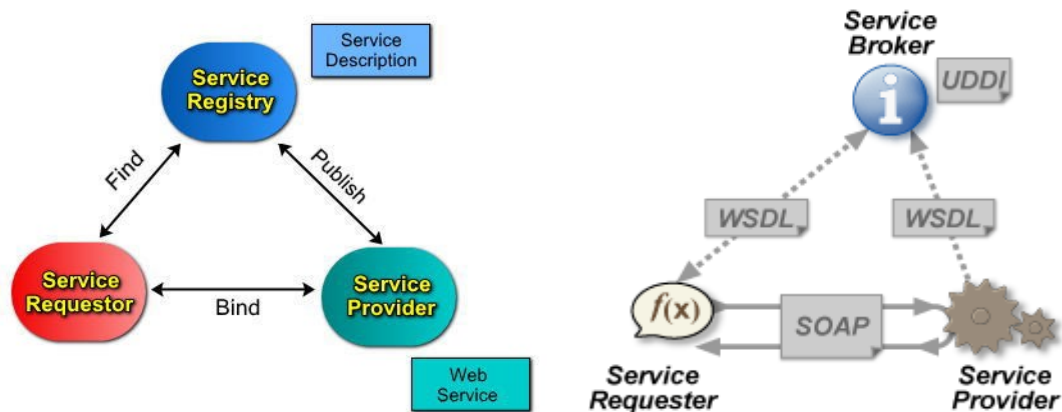 Service
Description
Service
Registry
Find
Publish
Service
Requestor
Bind
Service
Provider
Web
Service
Service
Broker
i
UDDI
WSDL
WSDL
f(x)
SOAP
Service
Requester
Service
Provider